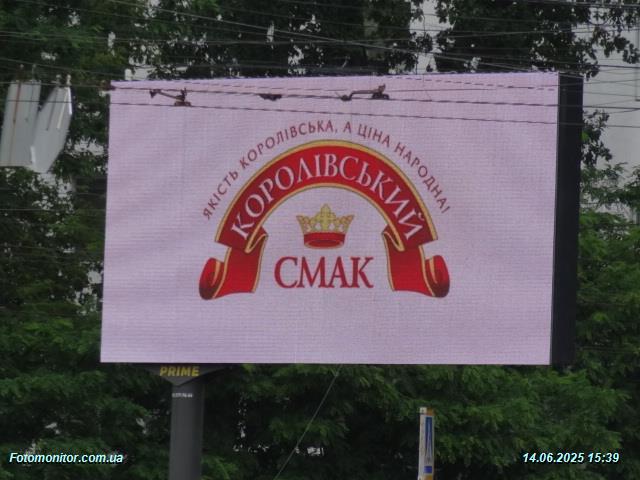 ЯКІСТЬ КОРОЛІВСЬКА, А ЦІНА НАРОДНА!
КОРОЛІВСЬКИЙ
СМАК
PRIME
Fotomonitor.com.ua
14.06.2025 15:39